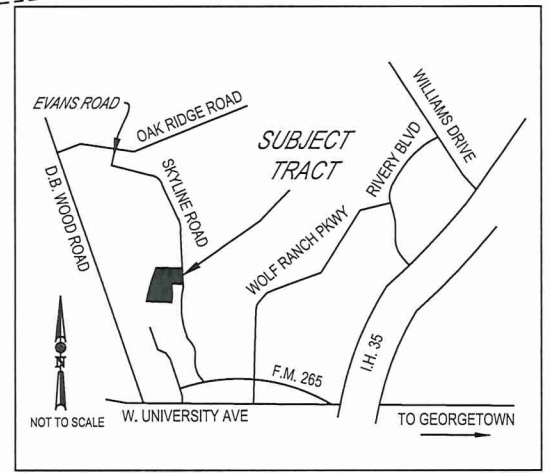 EVANS ROAD
OAK RIDGE ROAD
SUBJECT
TRACT
WILLIAMS DRIVE
RIVERY BLVD
SKYLINE ROAD
D.B. WOOD ROAD
WOLF RANCH PKWY
I.H. 35
N
F.M. 265
NOT TO SCALE
W. UNIVERSITY AVE
TO GEORGETOWN